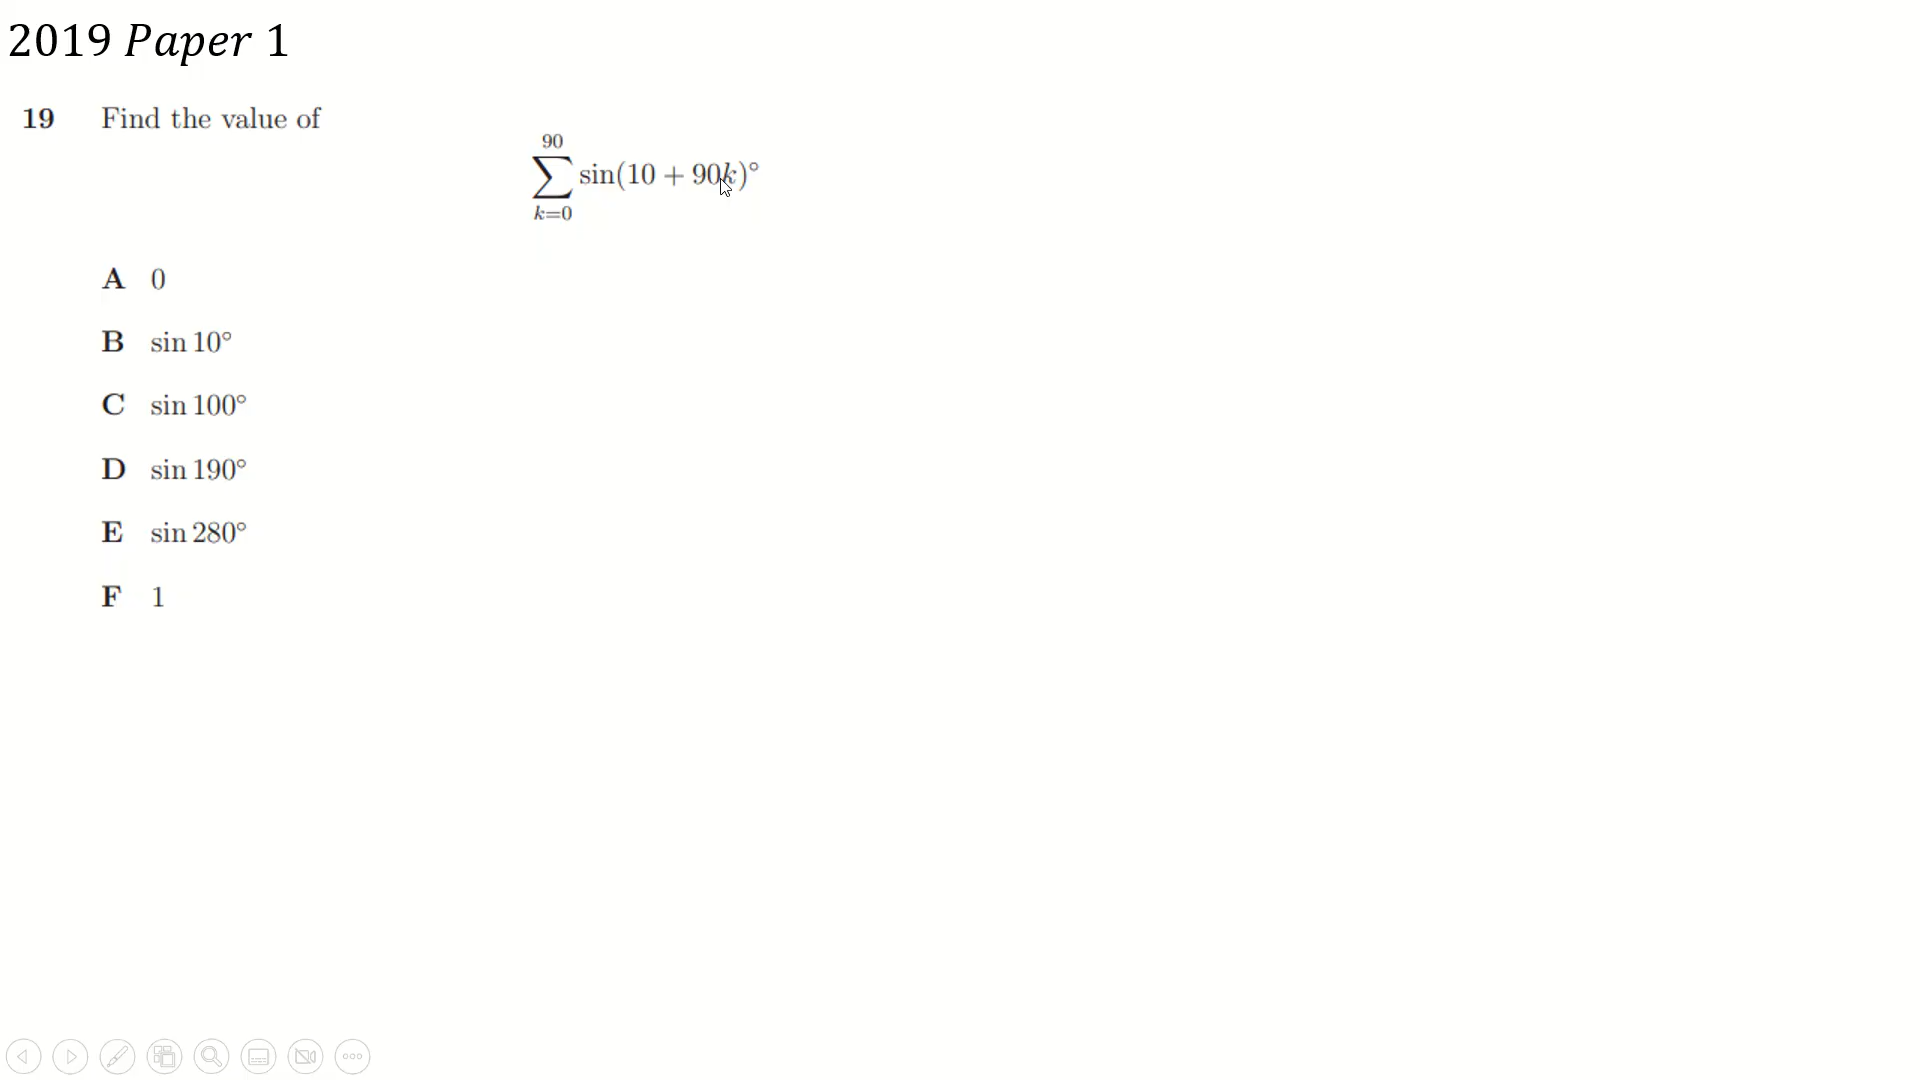 2019 Paper 1
19 Find the value of
90
∑ sin(10 + 90k)°
k=0
A 0
B sin 10°
C sin 100°
D sin 190°
E sin 280°
F 1